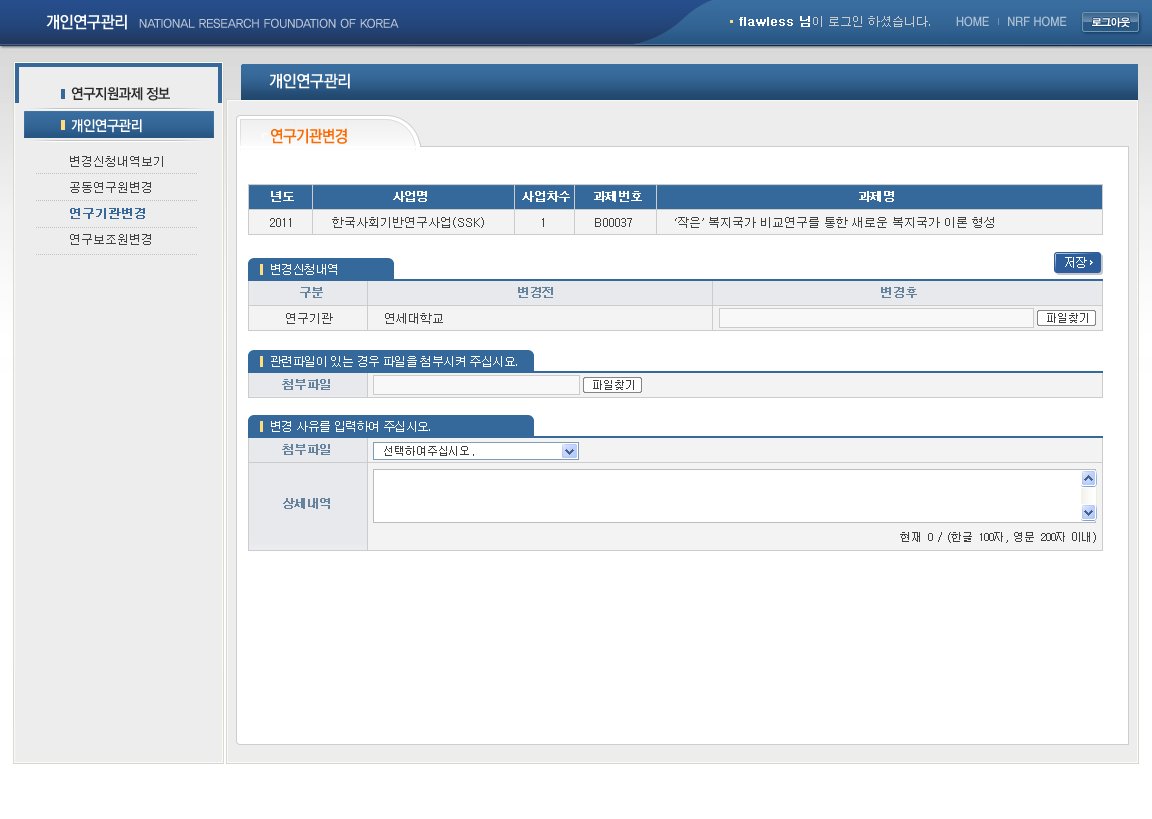 개인연구관리 NATIONAL RESEARCH FOUNDATION OF KOREA
flawless 님이 로그인 하셨습니다. HOME NRF HOME 로그아웃
연구지원과제 정보
개인연구관리
변경신청내역보기
공동연구원변경
연구기관변경
연구보조원변경
개인연구관리
연구기관변경
년도 사업명 사업차수 과제번호 과제명
2011 한국사회기반연구사업(SSK) 1 B00037 ‘작은’ 복지국가 비교연구를 통한 새로운 복지국가 이론 형성
변경신청내역 저장
구분 변경전 변경후
연구기관 연세대학교 파일찾기
관련파일이 있는 경우 파일을 첨부시켜 주십시요.
첨부파일 파일찾기
변경 사유를 입력하여 주십시오.
첨부파일 선택하여주십시오.
상세내역
현재 0 / (한글 100자, 영문 200자 이내)